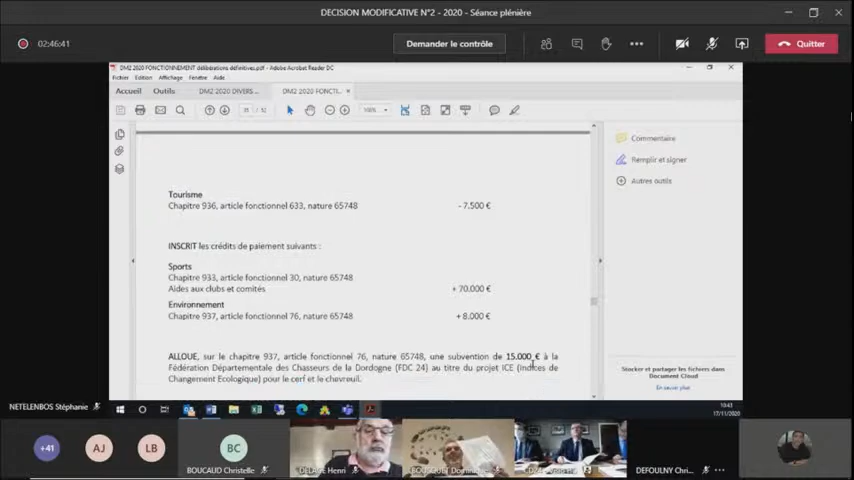 DECISION MODIFICATIVE N°2 - 2020 - Séance plénière
02:46:41
Demander le contrôle
Quitter
DM2 2020 FONCTIONNEMENT délibérations définitives.pdf - Adobe Acrobat Reader DC
Fichier Edition Affichage Fenêtre Aide
Accueil Outils DM2 2020 DIVERS... DM2 2020 FONCTI... ×
Tourisme
Chapitre 936, article fonctionnel 633, nature 65748 - 7.500 €
INSCRIT les crédits de paiement suivants :
Sports
Chapitre 933, article fonctionnel 30, nature 65748
Aides aux clubs et comités + 70.000 €
Environnement
Chapitre 937, article fonctionnel 76, nature 65748 + 8.000 €
ALLOUE, sur le chapitre 937, article fonctionnel 76, nature 65748, une subvention de 15.000 € à la
Fédération Départementale des Chasseurs de la Dordogne (FDC 24) au titre du projet ICE (Indices de
Changement Ecologique) pour le cerf et le chevreuil.
Commentaire
Remplir et signer
Autres outils
Stocker et partager les fichiers dans
Document Cloud
En savoir plus
NETELENBOS Stéphanie
10:43
17/11/2020
+41
AJ
LB
BC
BOUCAUD Christelle
DELAGE Henri
BOUSQUET Dominique
DEFOULNY Chri...